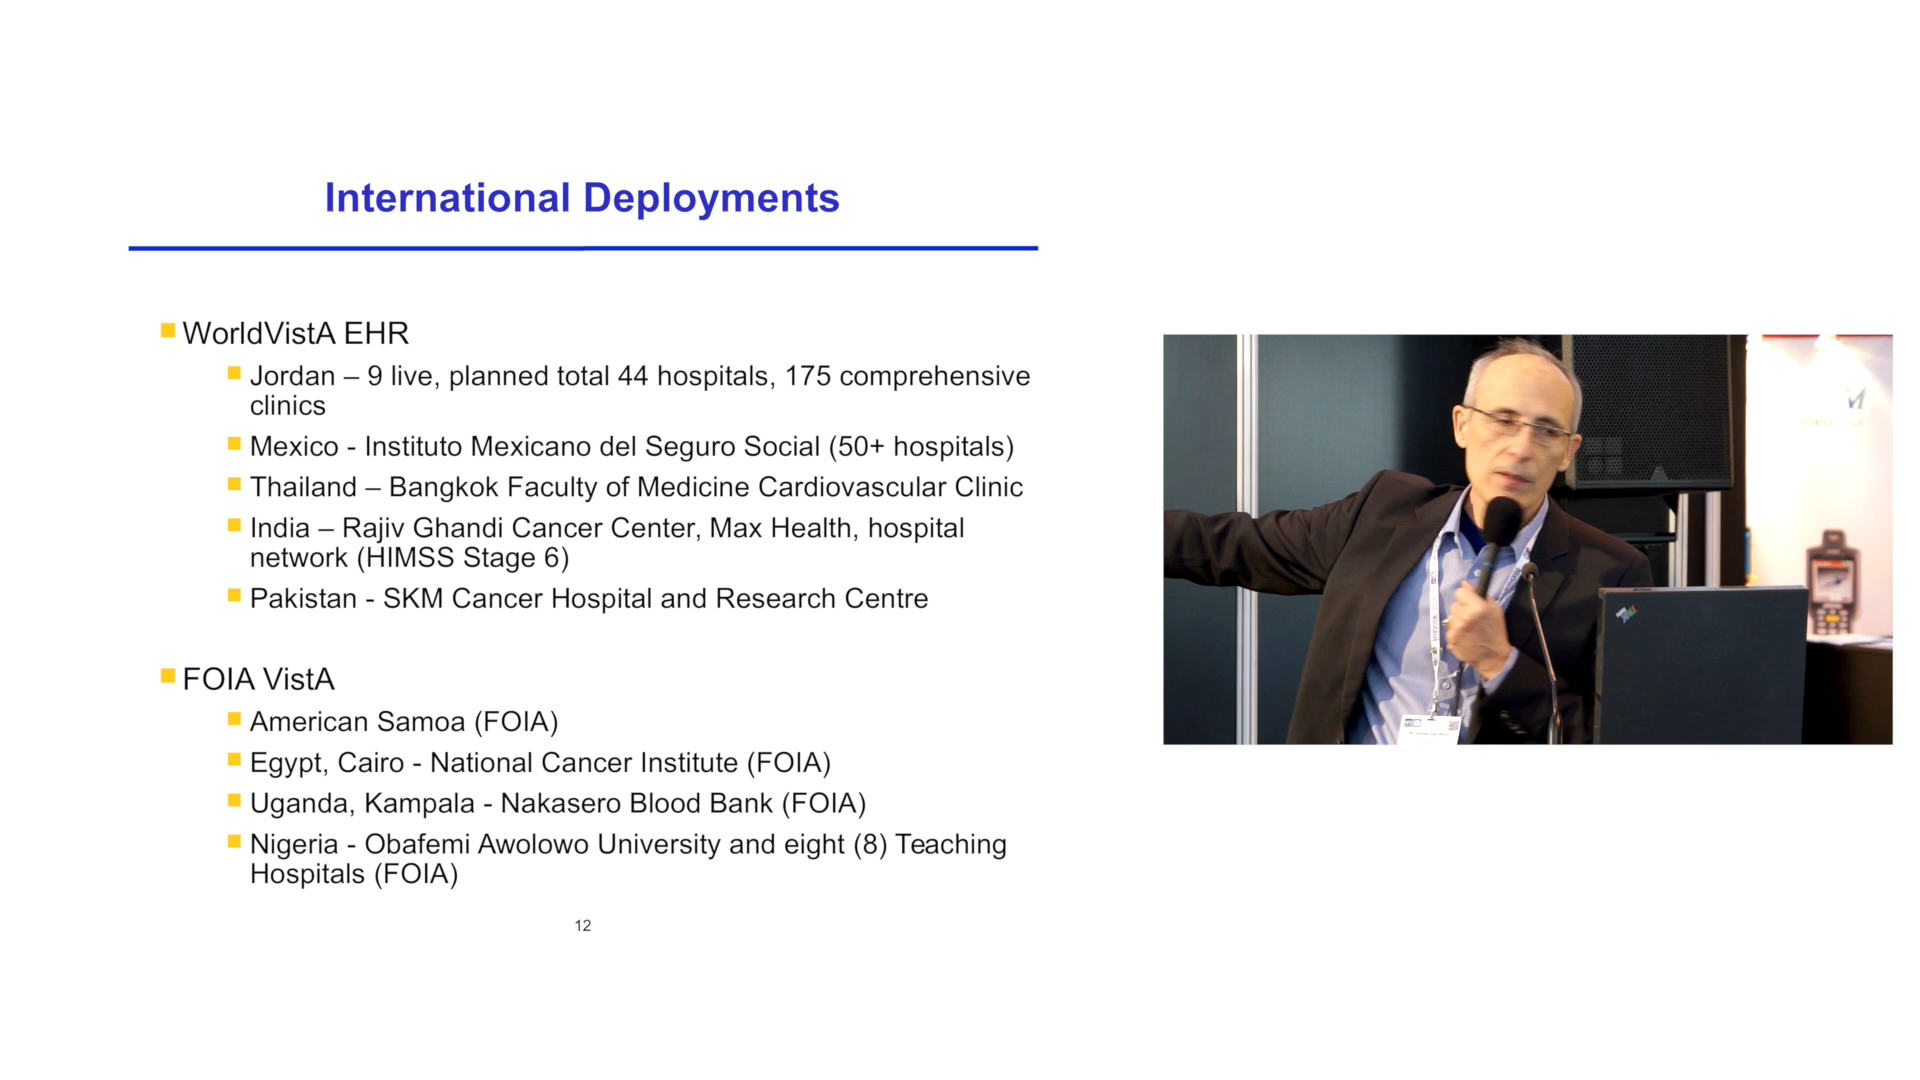 International Deployments
WorldVistA EHR
Jordan – 9 live, planned total 44 hospitals, 175 comprehensive
clinics
Mexico - Instituto Mexicano del Seguro Social (50+ hospitals)
Thailand – Bangkok Faculty of Medicine Cardiovascular Clinic
India – Rajiv Ghandi Cancer Center, Max Health, hospital
network (HIMSS Stage 6)
Pakistan - SKM Cancer Hospital and Research Centre
FOIA VistA
American Samoa (FOIA)
Egypt, Cairo - National Cancer Institute (FOIA)
Uganda, Kampala - Nakasero Blood Bank (FOIA)
Nigeria - Obafemi Awolowo University and eight (8) Teaching
Hospitals (FOIA)
12